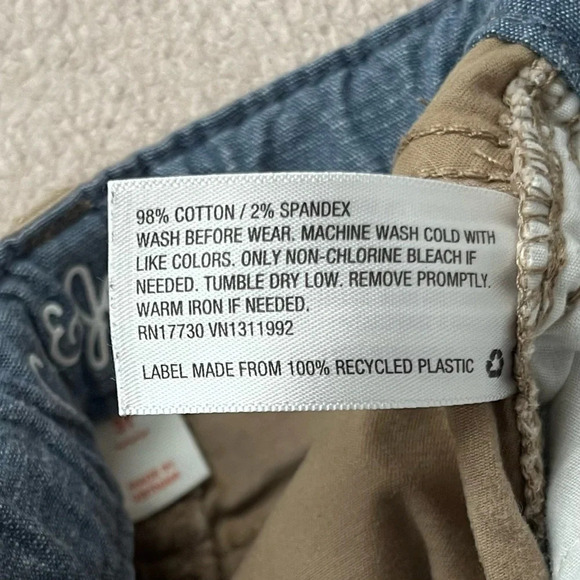 98% COTTON / 2% SPANDEX
WASH BEFORE WEAR. MACHINE WASH COLD WITH
LIKE COLORS. ONLY NON-CHLORINE BLEACH IF
NEEDED. TUMBLE DRY LOW. REMOVE PROMPTLY.
WARM IRON IF NEEDED.
RN17730 VN1311992
LABEL MADE FROM 100% RECYCLED PLASTIC